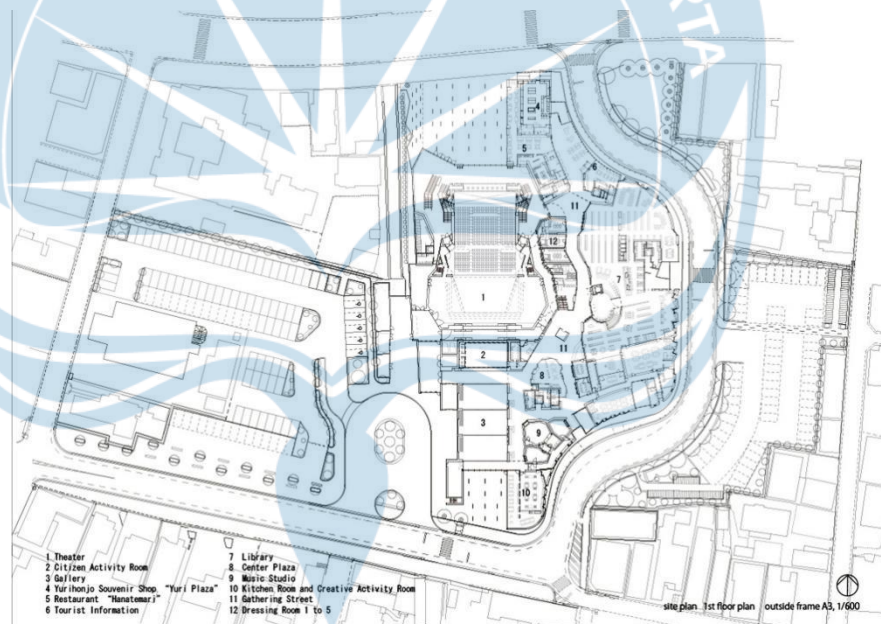 RTA
4
5
6
11
12
7
1
11
2
8
3
9
10
1 Theater
2 Citizen Activity Room
3 Gallery
4 Yurihonjo Souvenir Shop "Yuri Plaza"
5 Restaurant "Hanatemari"
6 Tourist Information
7 Library
8 Center Plaza
9 Music Studio
10 Kitchen Room and Creative Activity Room
11 Gathering Street
12 Dressing Room 1 to 5
site plan 1st floor plan outside frame A3, 1/600